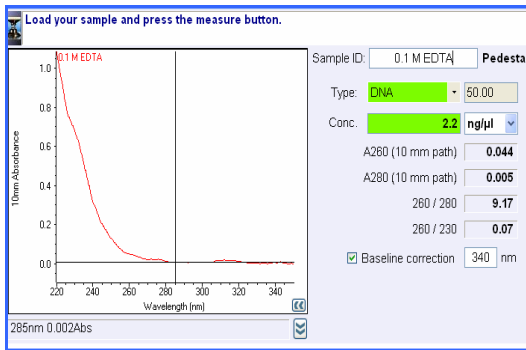 Load your sample and press the measure button.
Sample ID: 0.1 M EDTA Pedesta
Type: DNA 50.00
Conc. 2.2 ng/µl
A260 (10 mm path) 0.044
A280 (10 mm path) 0.005
260 / 280 9.17
260 / 230 0.07
Baseline correction 340 nm
0.1 M EDTA
10mm Absorbance
1.0
0.8
0.6
0.4
0.2
0.0
220 240 260 280 300 320 340
Wavelength (nm)
285nm 0.002Abs